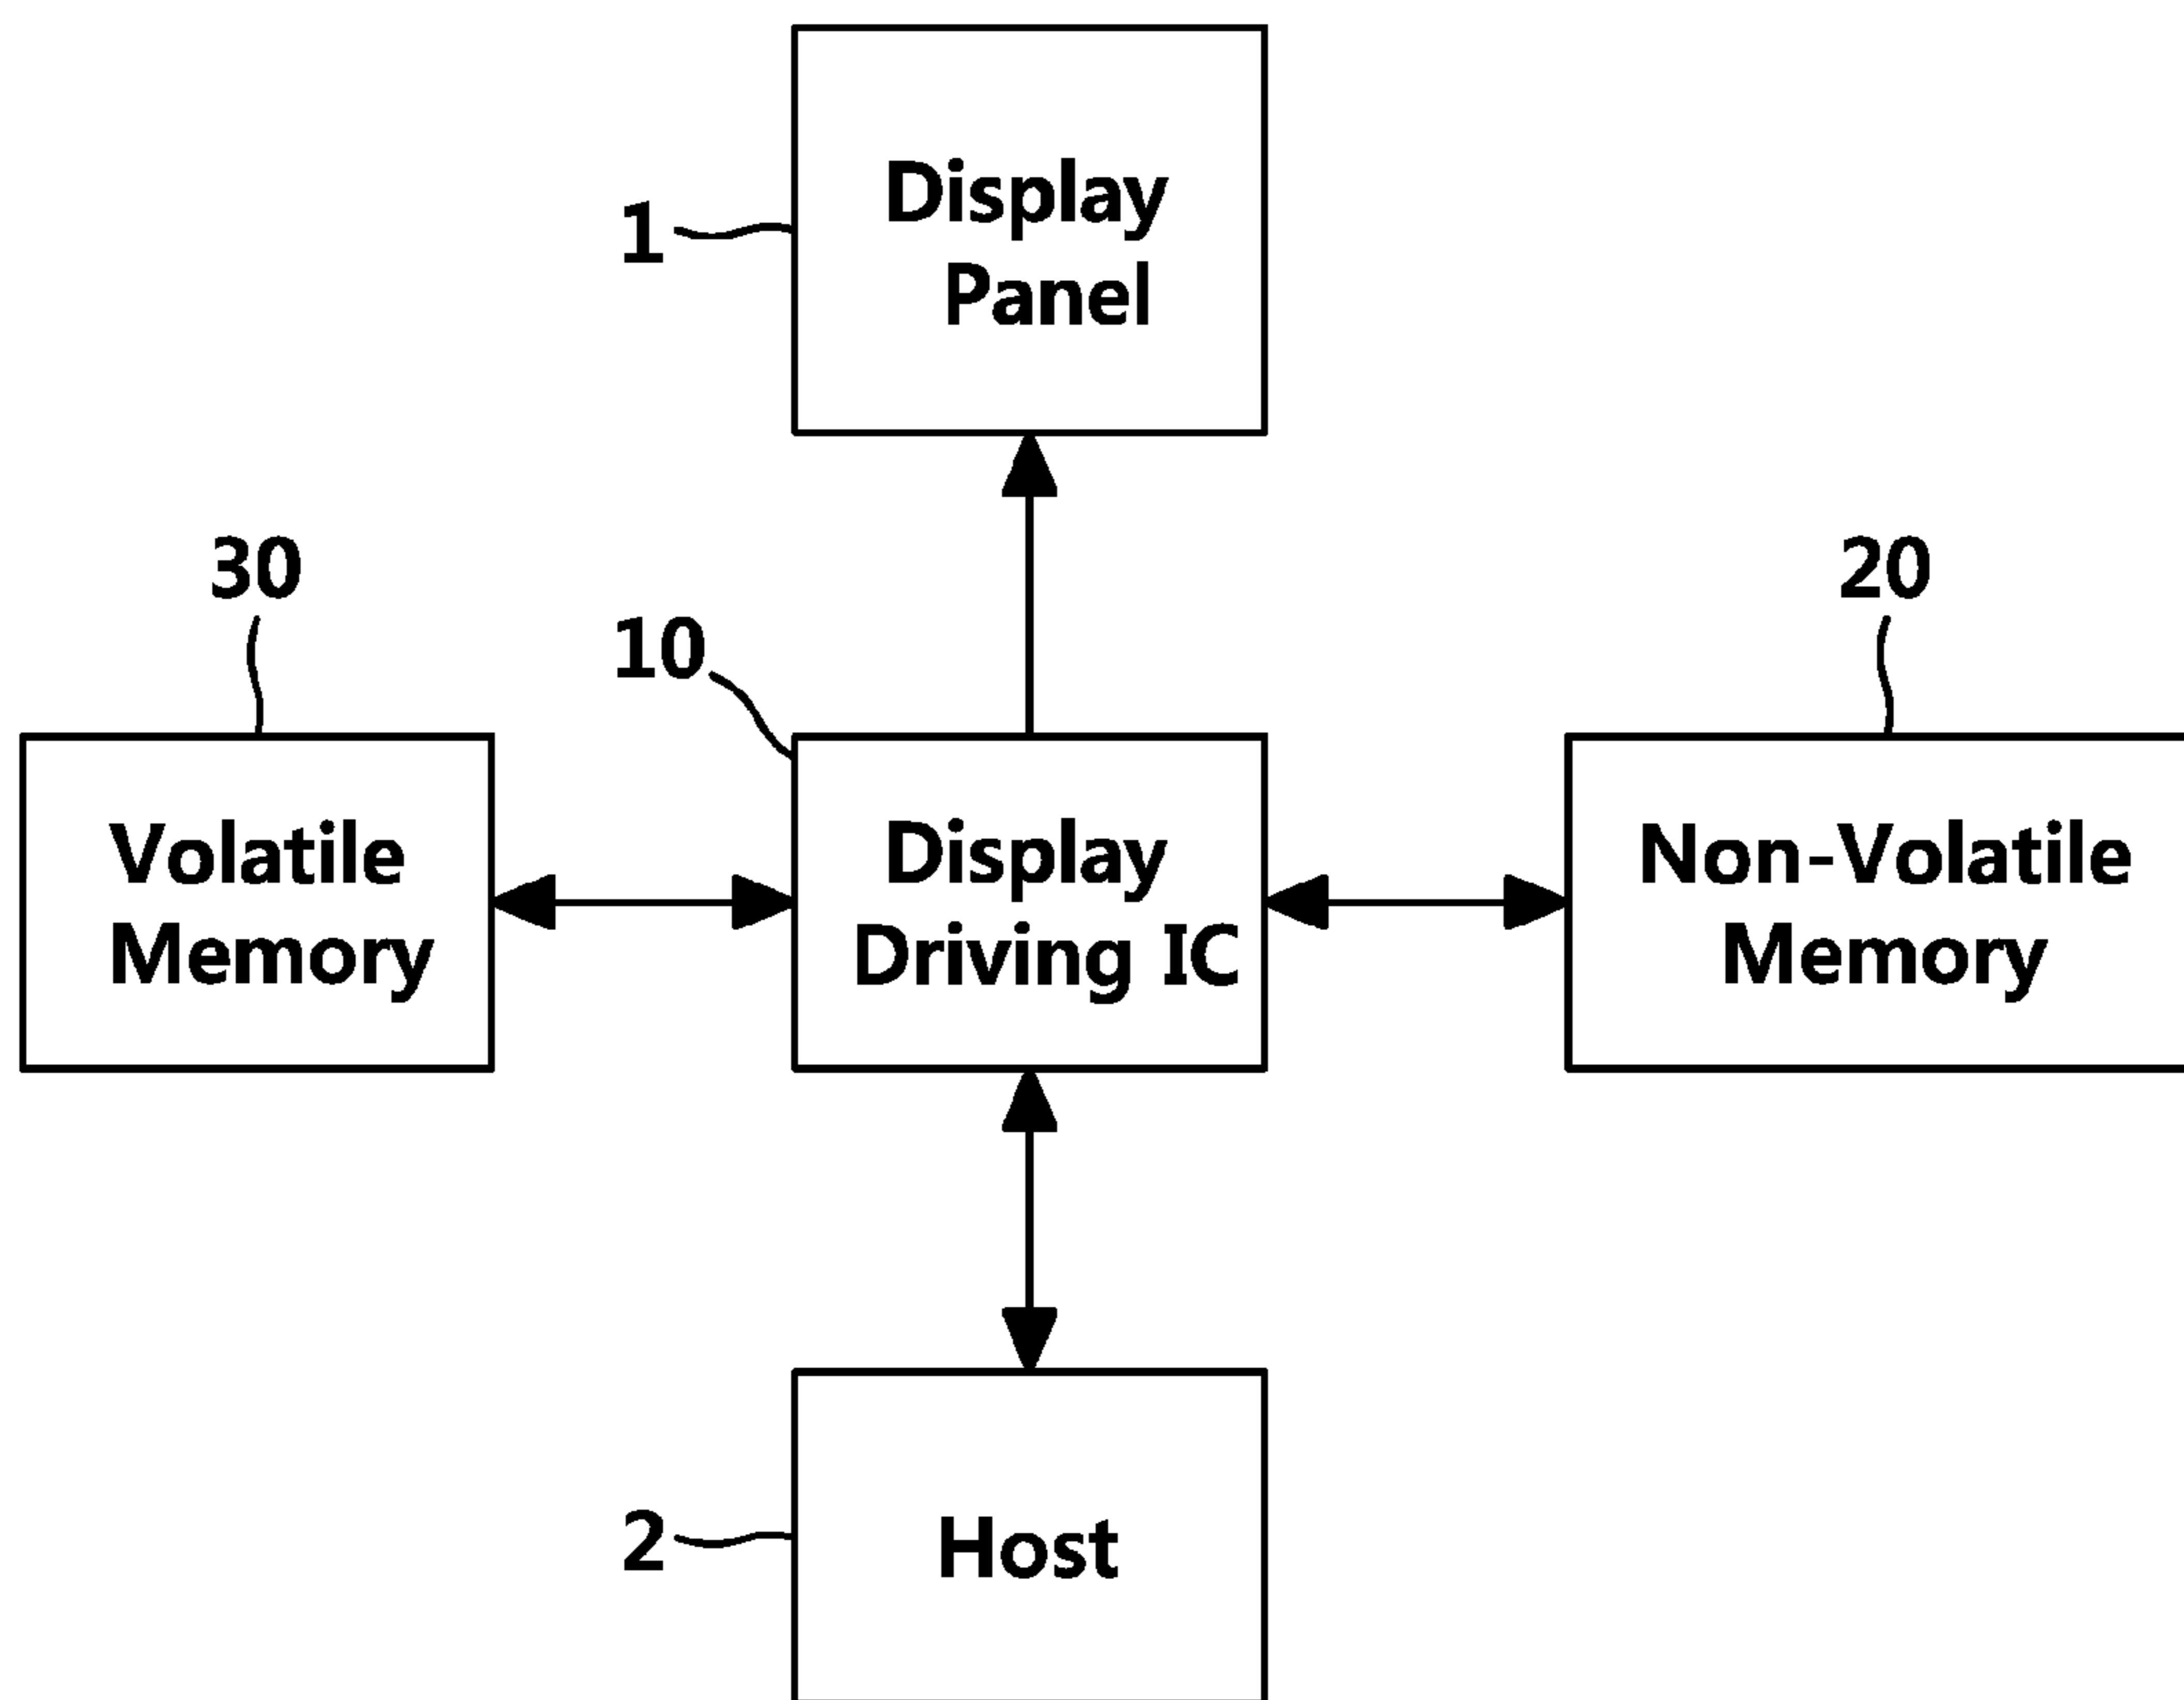 1
Display
Panel
30
10
20
Volatile
Memory
Display
Driving IC
Non-Volatile
Memory
2
Host